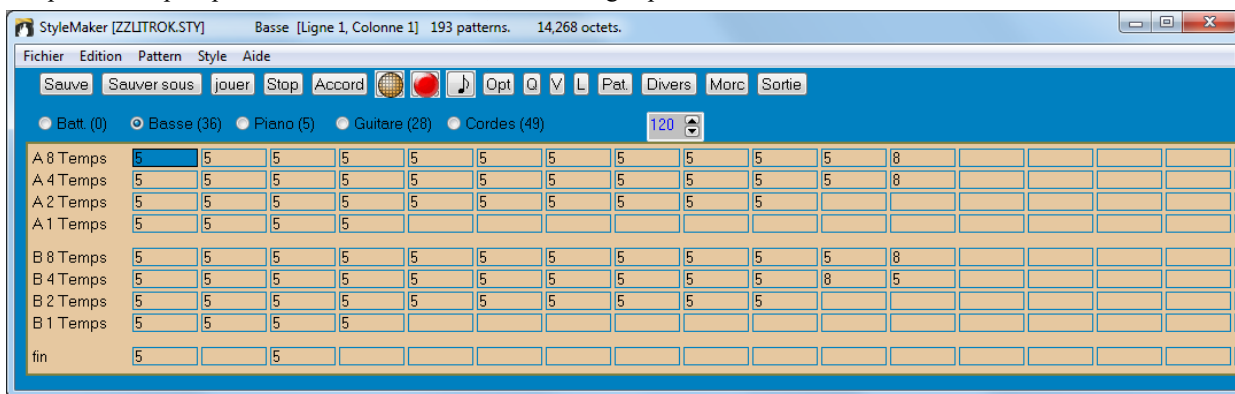 StyleMaker [ZZLITROK.STY] Basse [Ligne 1, Colonne 1] 193 patterns. 14,268 octets.
Fichier Edition Pattern Style Aide
Sauve Sauver sous jouer Stop Accord Opt Q V L Pat. Divers Morc Sortie
Batt. (0) Basse (36) Piano (5) Guitare (28) Cordes (49) 120
A 8 Temps 5 5 5 5 5 5 5 5 5 5 5 8
A 4 Temps 5 5 5 5 5 5 5 5 5 5 5 8
A 2 Temps 5 5 5 5 5 5 5 5 5 5
A 1 Temps 5 5 5 5
B 8 Temps 5 5 5 5 5 5 5 5 5 5 5 8
B 4 Temps 5 5 5 5 5 5 5 5 5 5 8 5
B 2 Temps 5 5 5 5 5 5 5 5 5 5
B 1 Temps 5 5 5 5
fin 5 5